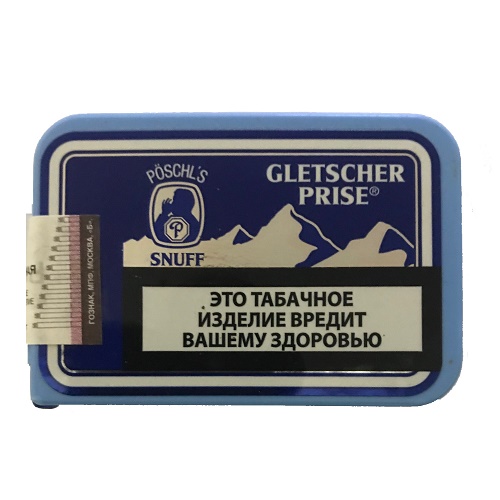 PÖSCHL'S
P
SNUFF
GLETSCHER
PRISE®
ЭТО ТАБАЧНОЕ
ИЗДЕЛИЕ ВРЕДИТ
ВАШЕМУ ЗДОРОВЬЮ
ГОЗНАК, МПФ, МОСКВА, «Б».